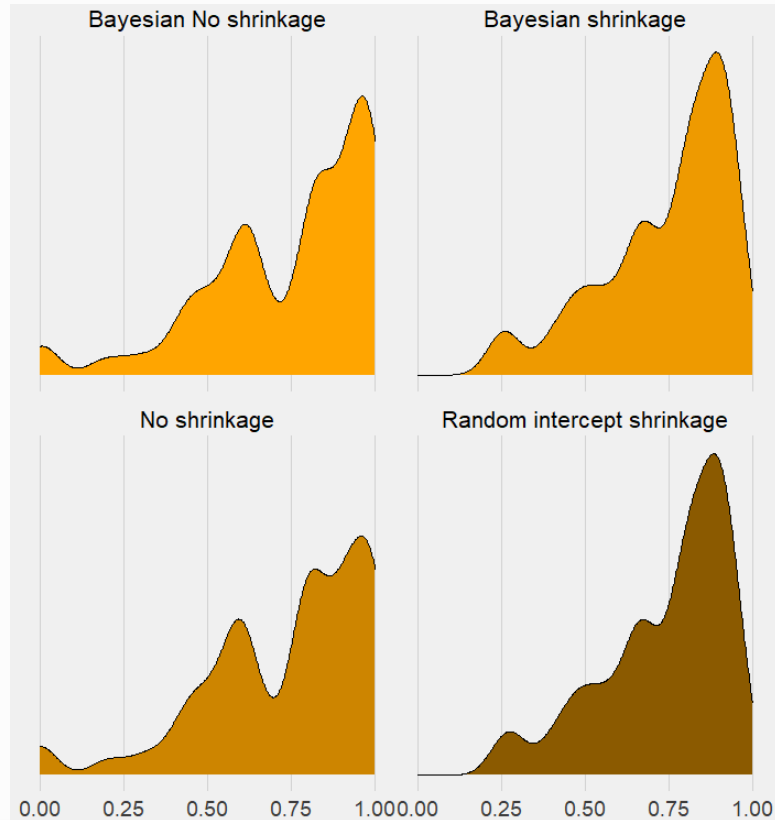 Bayesian No shrinkage
Bayesian shrinkage
No shrinkage
Random intercept shrinkage
0.00 0.25 0.50 0.75 1.00
0.00 0.25 0.50 0.75 1.00